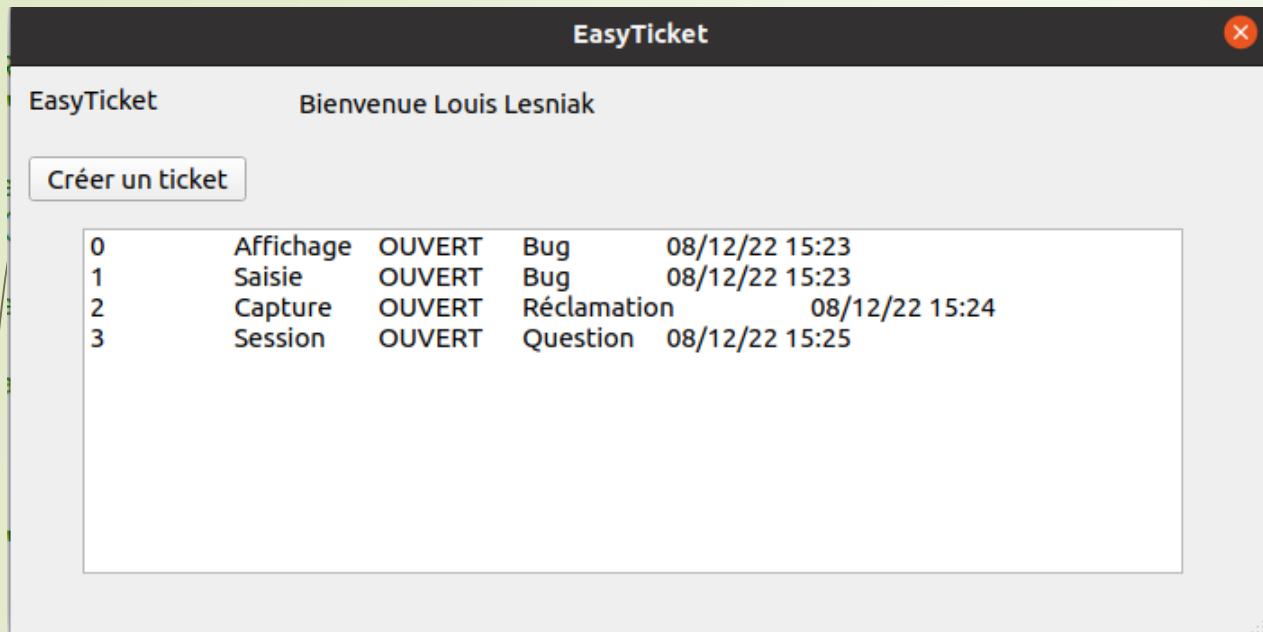 EasyTicket
EasyTicket Bienvenue Louis Lesniak
Créer un ticket
0 Affichage OUVERT Bug 08/12/22 15:23
1 Saisie OUVERT Bug 08/12/22 15:23
2 Capture OUVERT Réclamation 08/12/22 15:24
3 Session OUVERT Question 08/12/22 15:25